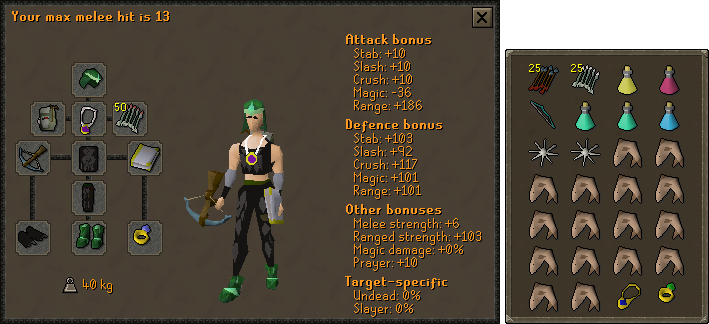 Your max melee hit is 13
Attack bonus
Stab: +10
Slash: +10
Crush: +10
Magic: -36
Range: +186
Defence bonus
Stab: +103
Slash: +92
Crush: +117
Magic: +101
Range: +101
Other bonuses
Melee strength: +6
Ranged strength: +103
Magic damage: +0%
Prayer: +10
Target-specific
Undead: 0%
Slayer: 0%
50
40 kg
25
25